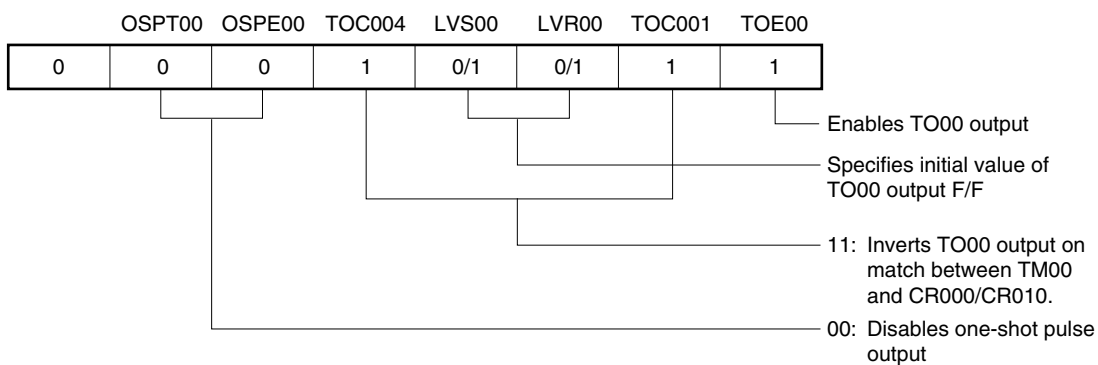 OSPT00 OSPE00 TOC004 LVS00 LVR00 TOC001 TOE00
0 0 0 1 0/1 0/1 1 1
Enables TO00 output
Specifies initial value of
TO00 output F/F
11: Inverts TO00 output on
match between TM00
and CR000/CR010.
00: Disables one-shot pulse
output